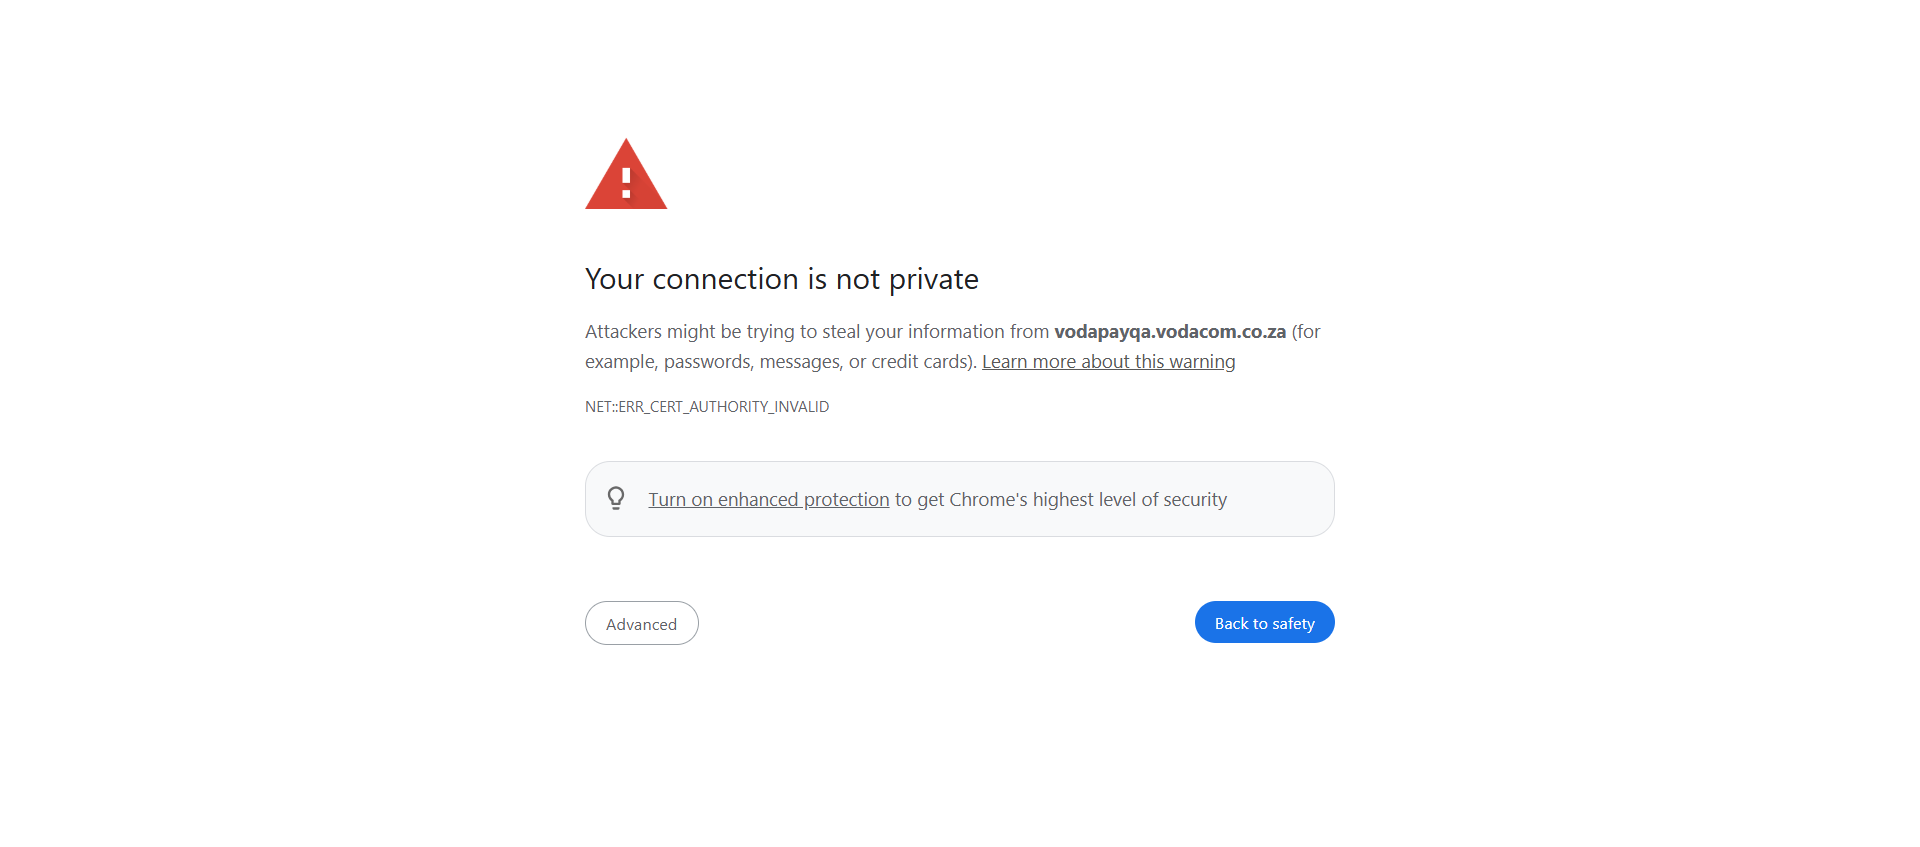 Your connection is not private
Attackers might be trying to steal your information from vodapayqa.vodacom.co.za (for
example, passwords, messages, or credit cards). Learn more about this warning
NET::ERR_CERT_AUTHORITY_INVALID
Turn on enhanced protection to get Chrome's highest level of security
Advanced
Back to safety